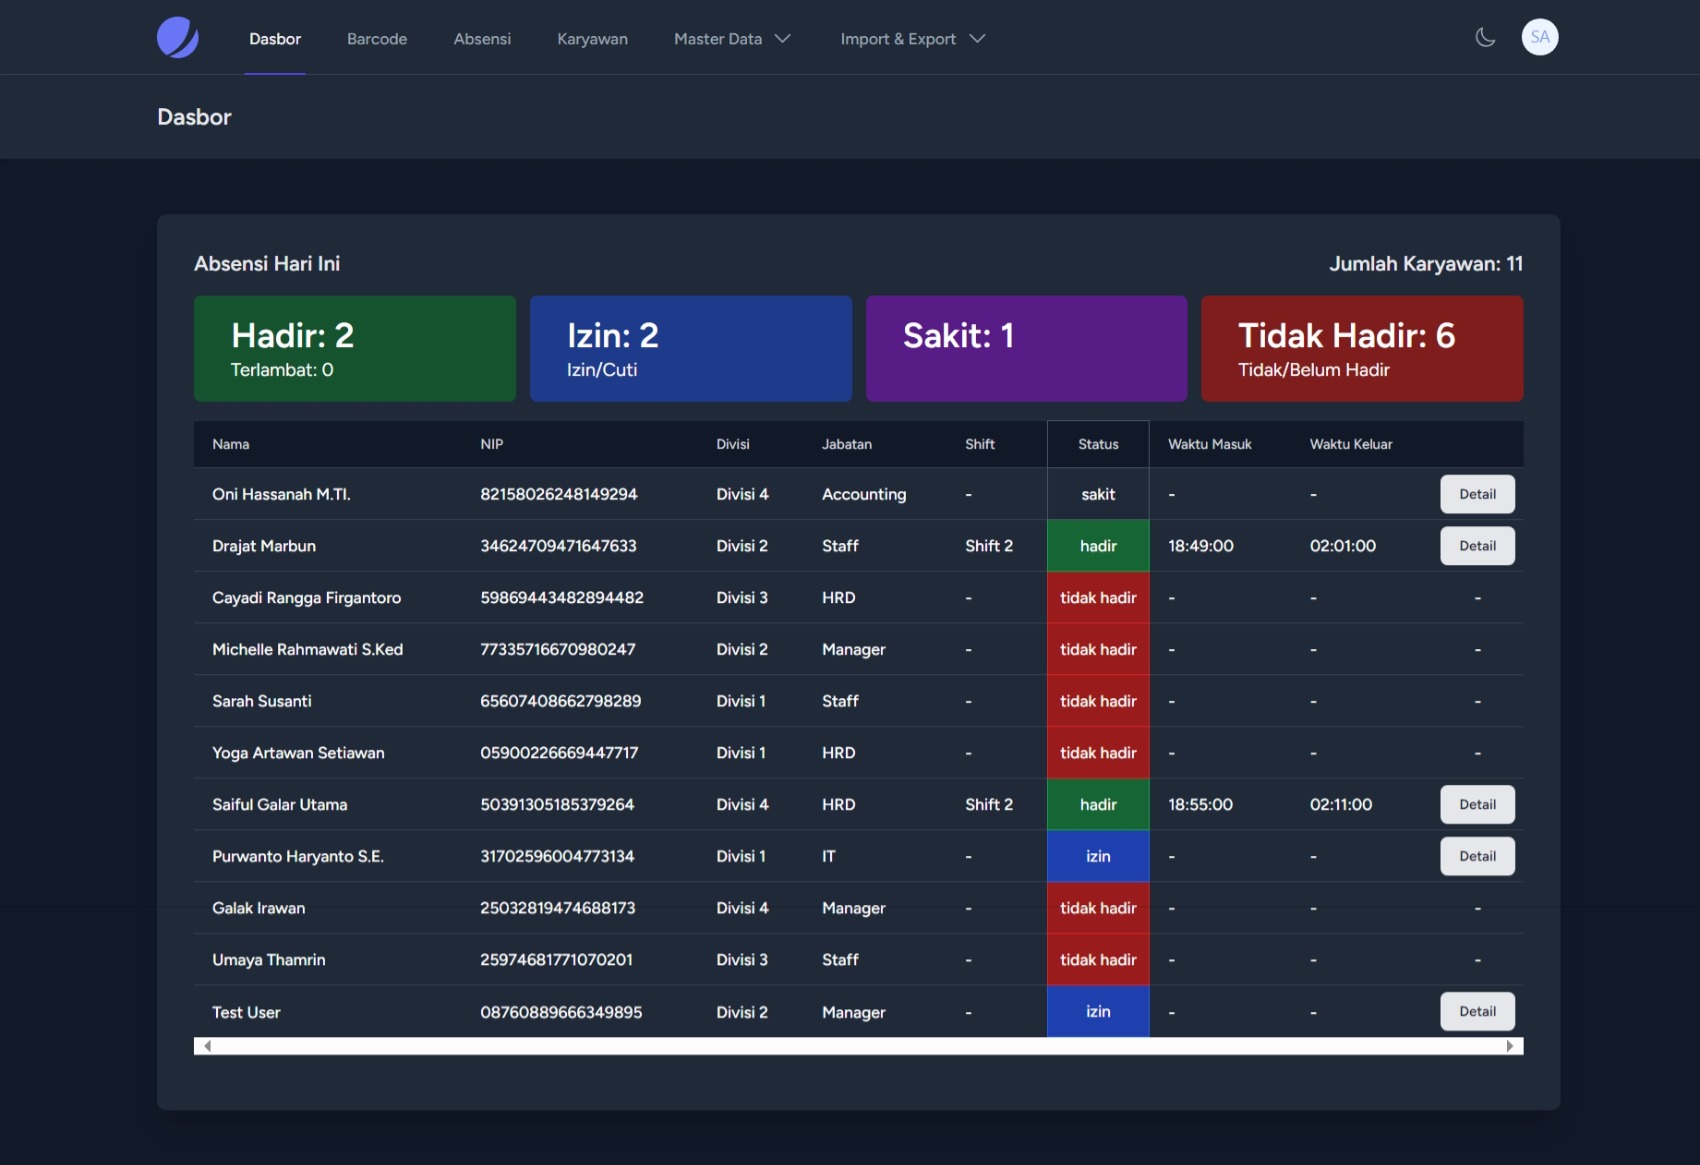 Dasbor Barcode Absensi Karyawan Master Data Import & Export SA
Dasbor
Absensi Hari Ini Jumlah Karyawan: 11
Hadir: 2 Izin: 2 Sakit: 1 Tidak Hadir: 6
Terlambat: 0 Izin/Cuti Tidak/Belum Hadir
Nama NIP Divisi Jabatan Shift Status Waktu Masuk Waktu Keluar
Oni Hassanah M.TI. 82158026248149294 Divisi 4 Accounting - sakit - - Detail
Drajat Marbun 34624709471647633 Divisi 2 Staff Shift 2 hadir 18:49:00 02:01:00 Detail
Cayadi Rangga Firgantoro 59869443482894482 Divisi 3 HRD - tidak hadir - - -
Michelle Rahmawati S.Ked 77335716670980247 Divisi 2 Manager - tidak hadir - - -
Sarah Susanti 65607408662798289 Divisi 1 Staff - tidak hadir - - -
Yoga Artawan Setiawan 05900226669447717 Divisi 1 HRD - tidak hadir - - -
Saiful Galar Utama 50391305185379264 Divisi 4 HRD Shift 2 hadir 18:55:00 02:11:00 Detail
Purwanto Haryanto S.E. 31702596004773134 Divisi 1 IT - izin - - Detail
Galak Irawan 25032819474688173 Divisi 4 Manager - tidak hadir - - -
Umaya Thamrin 25974681771070201 Divisi 3 Staff - tidak hadir - - -
Test User 08760889666349895 Divisi 2 Manager - izin - - Detail